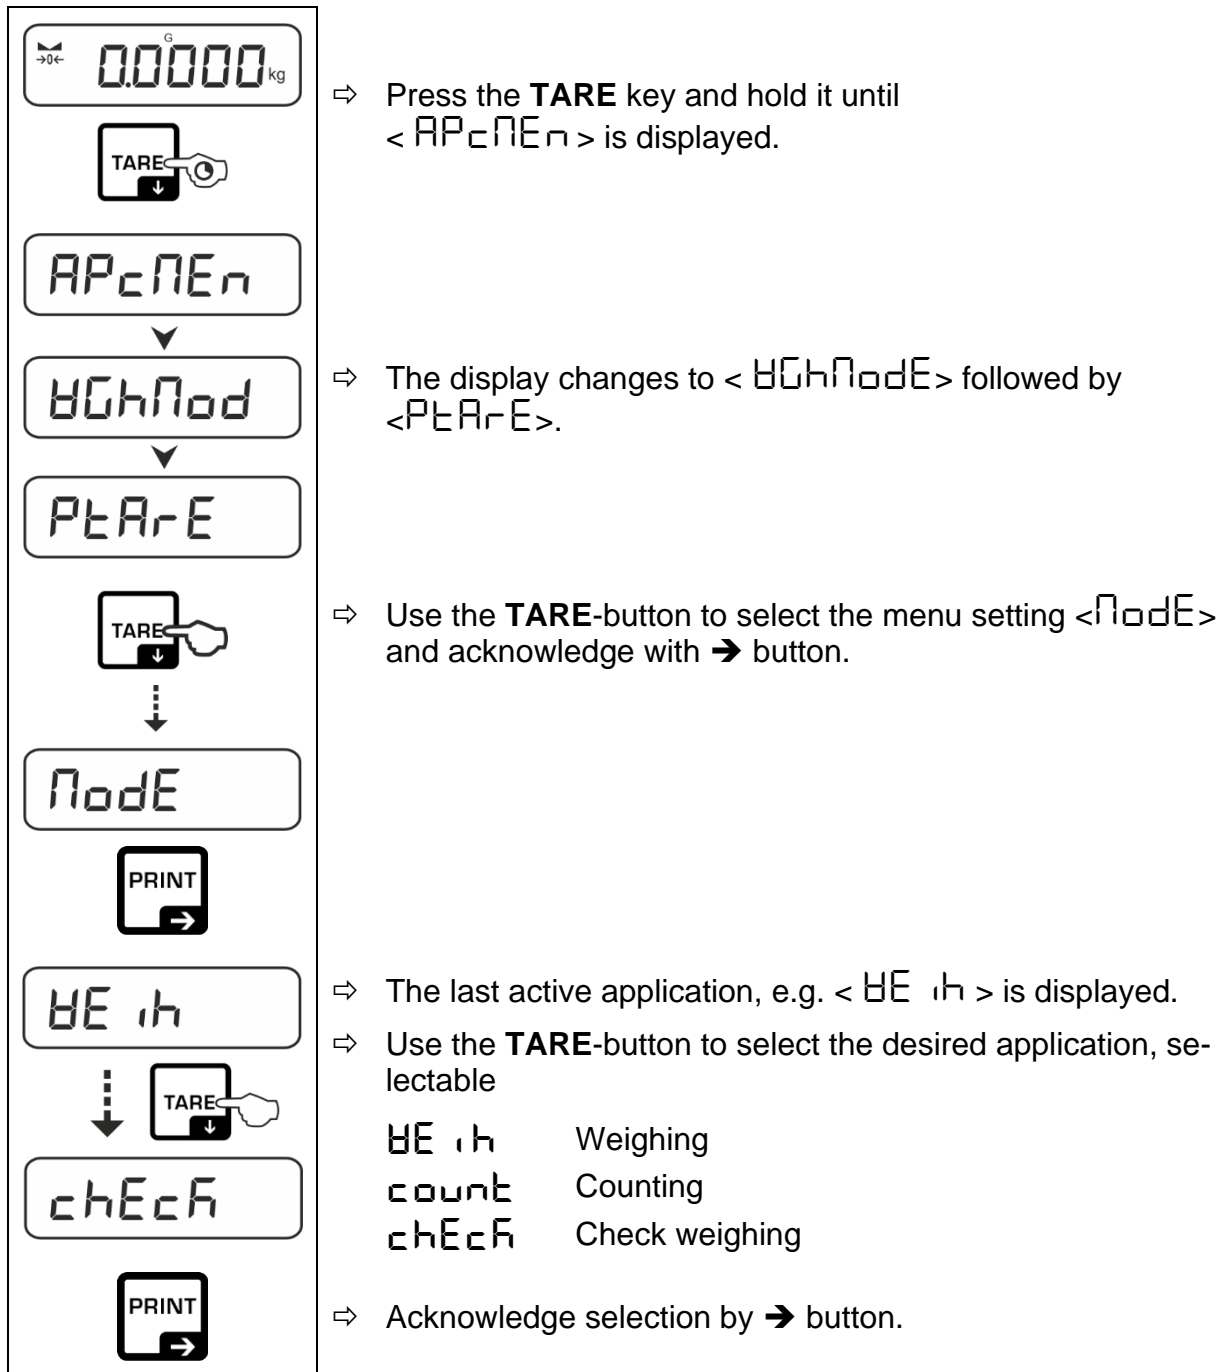 →0← G 0.0000 kg
⇨ Press the TARE key and hold it until
< APcMEn > is displayed.
TARE
↓
APcMEn
WGhMod
⇨ The display changes to < WGhModE> followed by
<PtArE>.
PtArE
TARE
↓
⇨ Use the TARE-button to select the menu setting <ModE>
and acknowledge with ➔ button.
ModE
PRINT
→
WEih
⇨ The last active application, e.g. < WEih > is displayed.
⇨ Use the TARE-button to select the desired application, se-
lectable
TARE
↓
WEih Weighing
count Counting
chEck
chEck Check weighing
PRINT
→
⇨ Acknowledge selection by ➔ button.